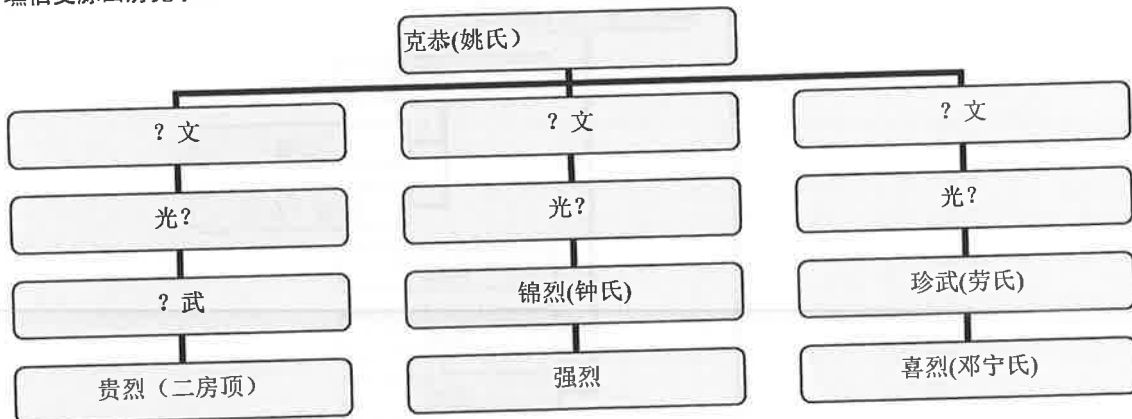 克恭(姚氏）
？文
？文
？文
光？
光？
光？
？武
锦烈(钟氏)
珍武(劳氏)
贵烈（二房顶）
强烈
喜烈(邓宁氏)